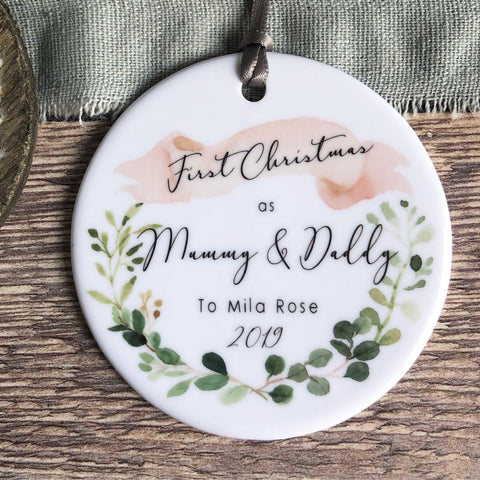 First Christmas
as
Mummy & Daddy
To Mila Rose
2019